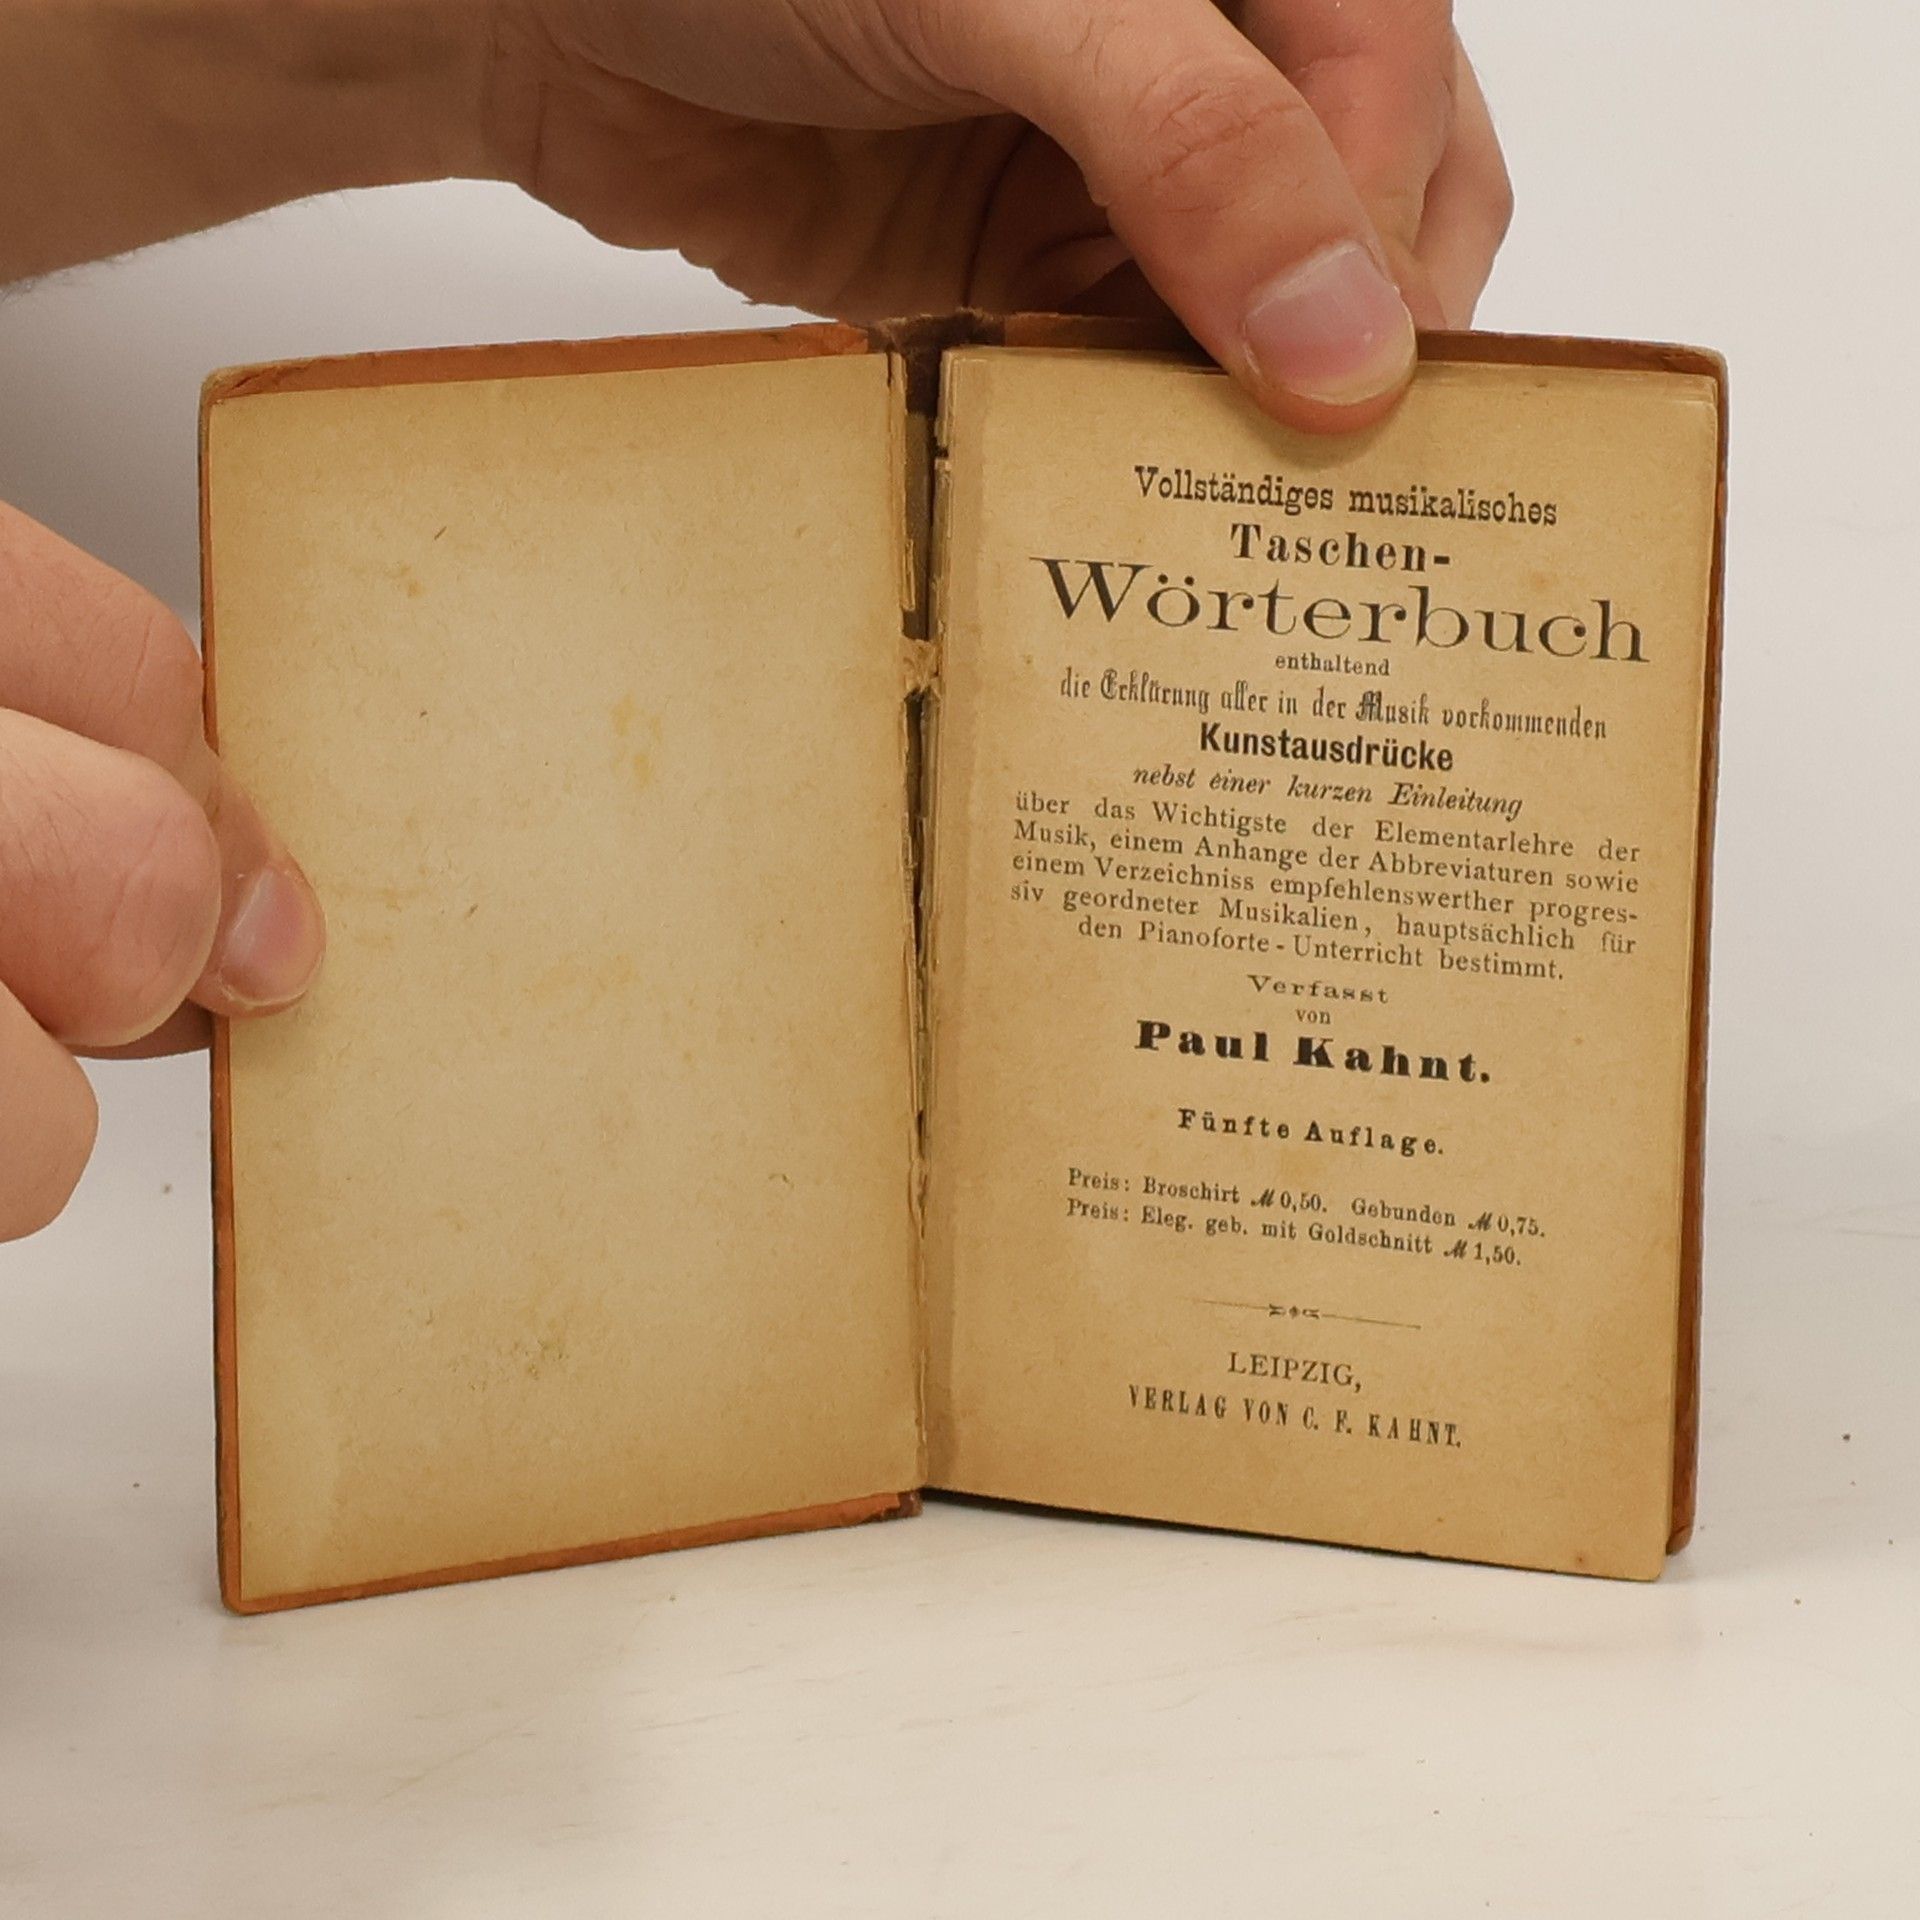 Vollständiges musikalisches
Taschen-
Wörterbuch
enthaltend
die Erklärung aller in der Musik vorkommenden
Kunstausdrücke
nebst einer kurzen Einleitung
über das Wichtigste der Elementarlehre der
Musik, einem Anhange der Abbreviaturen sowie
einem Verzeichniss empfehlenswerther progres-
siv geordneter Musikalien, hauptsächlich für
den Pianoforte-Unterricht bestimmt.
Verfasst
von
Paul Kahnt.
Fünfte Auflage.
Preis: Broschirt ℳ 0,50. Gebunden ℳ 0,75.
Preis: Eleg. geb. mit Goldschnitt ℳ 1,50.
LEIPZIG,
VERLAG VON C. F. KAHNT.